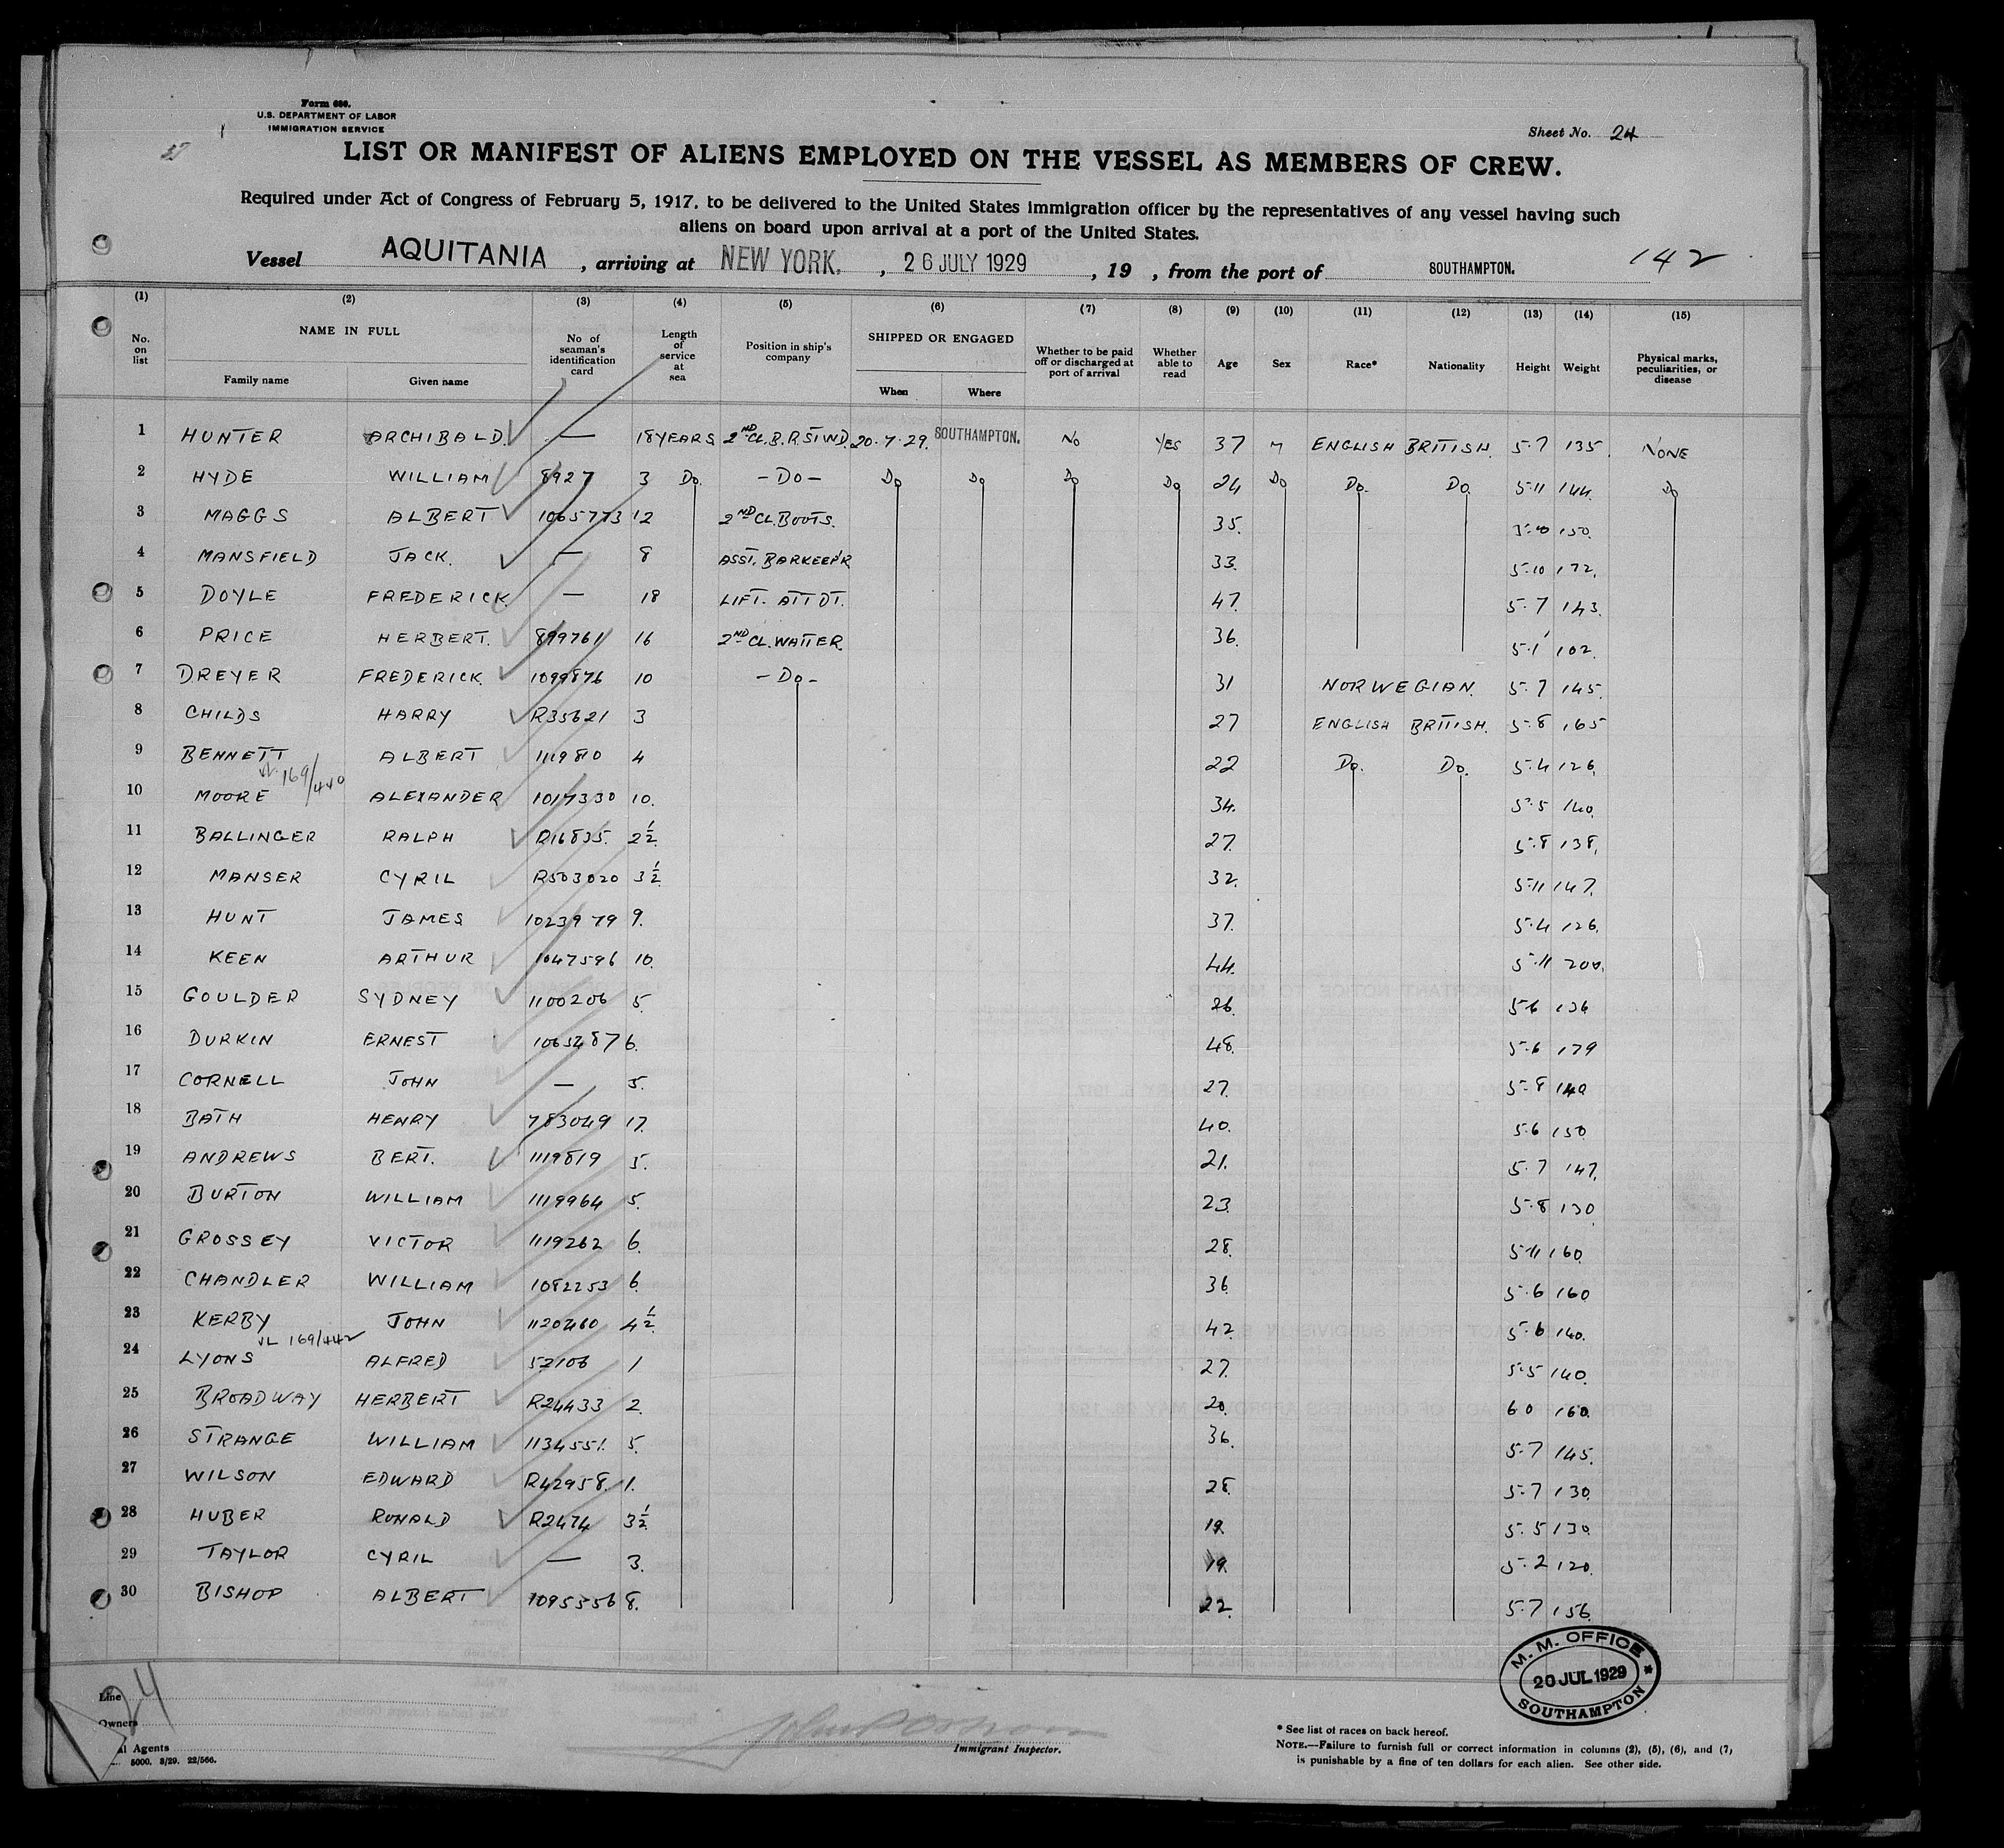 Form 680.
U.S. DEPARTMENT OF LABOR
IMMIGRATION SERVICE
Sheet No. 24
LIST OR MANIFEST OF ALIENS EMPLOYED ON THE VESSEL AS MEMBERS OF CREW.
Required under Act of Congress of February 5, 1917, to be delivered to the United States immigration officer by the representatives of any vessel having such
aliens on board upon arrival at a port of the United States.
Vessel AQUITANIA, arriving at NEW YORK., 26 JULY 1929, 19 , from the port of SOUTHAMPTON. 142
(1) (2) (3) (4) (5) (6) (7) (8) (9) (10) (11) (12) (13) (14) (15)
No. on list NAME IN FULL Family name Given name No of seaman's identification card Length of service at sea Position in ship's company SHIPPED OR ENGAGED When Where Whether to be paid off or discharged at port of arrival Whether able to read Age Sex Race* Nationality Height Weight Physical marks, peculiarities, or disease
1 HUNTER ARCHIBALD. — 18 YEARS 2ND CL.B.R.STWD. 20.7.29. SOUTHAMPTON. NO YES 37 M ENGLISH BRITISH. 5.7 135. NONE
2 HYDE WILLIAM 8927 3 Do. -Do- Do Do Do Do 24 Do Do. Do. 5.11 144. Do
3 MAGGS ALBERT 1065773 12 2ND CL.BOOTS. 35. 150.
4 MANSFIELD JACK. — 8 ASST. BARKEEP'R 33. 5.10 172.
5 DOYLE FREDERICK. — 18 LIFT. ATTDT. 47. 5.7 143.
6 PRICE HERBERT. 899761 16 2ND CL.WAITER. 36. 5.1 102.
7 DREYER FREDERICK. 1099876 10 -Do- 31 NORWEGIAN. 5.7 145.
8 CHILDS HARRY R35621 3 27 ENGLISH BRITISH. 5.8 165
9 BENNETT ALBERT 1119810 4 22 Do. Do. 5.4 126.
169/440
10 MOORE ALEXANDER 1017330 10. 34. 5.5 140.
11 BALLINGER RALPH R16835. 2½ 27. 5.8 138.
12 MANSER CYRIL R503020 3½ 32. 5.11 147.
13 HUNT JAMES 1023979 9. 37. 5.4 126.
14 KEEN ARTHUR 1047596 10. 44. 5.11 200.
15 GOULDER SYDNEY 1100206 5. 26. 5.6 136
16 DURKIN ERNEST 1065487 6. 48. 5.6 179
17 CORNELL JOHN — 5. 27. 5.8 140
18 BATH HENRY 783049 17. 40. 5.6 150
19 ANDREWS BERT. 1119819 5. 21. 5.7 147.
20 BURTON WILLIAM 1119964 5. 23. 5.8 130
21 GROSSEY VICTOR 1119262 6. 28. 5.11 160.
22 CHANDLER WILLIAM 1082253 6. 36. 5.6 160
23 KERBY JOHN 1120460 4½ 42. 5.6 140.
169/442
24 LYONS ALFRED 52106 1 27. 5.5 140.
25 BROADWAY HERBERT R24433 2. 20. 6 0 160.
26 STRANGE WILLIAM 1134551. 5. 36. 5.7 145.
27 WILSON EDWARD R42958. 1. 28. 5.7 130.
28 HUBER RONALD R2474 3½ 19. 5.5 130
29 TAYLOR CYRIL — 3. 19. 5.2 120.
30 BISHOP ALBERT 1095356 8. 22. 5.7 156.
M. M. OFFICE
20 JUL 1929
SOUTHAMPTON
24
Line
Owners
Agents
5000. 3/29. 22/566.
Immigrant Inspector.
* See list of races on back hereof.
NOTE.—Failure to furnish full or correct information in columns (2), (5), (6), and (7),
is punishable by a fine of ten dollars for each alien. See other side.